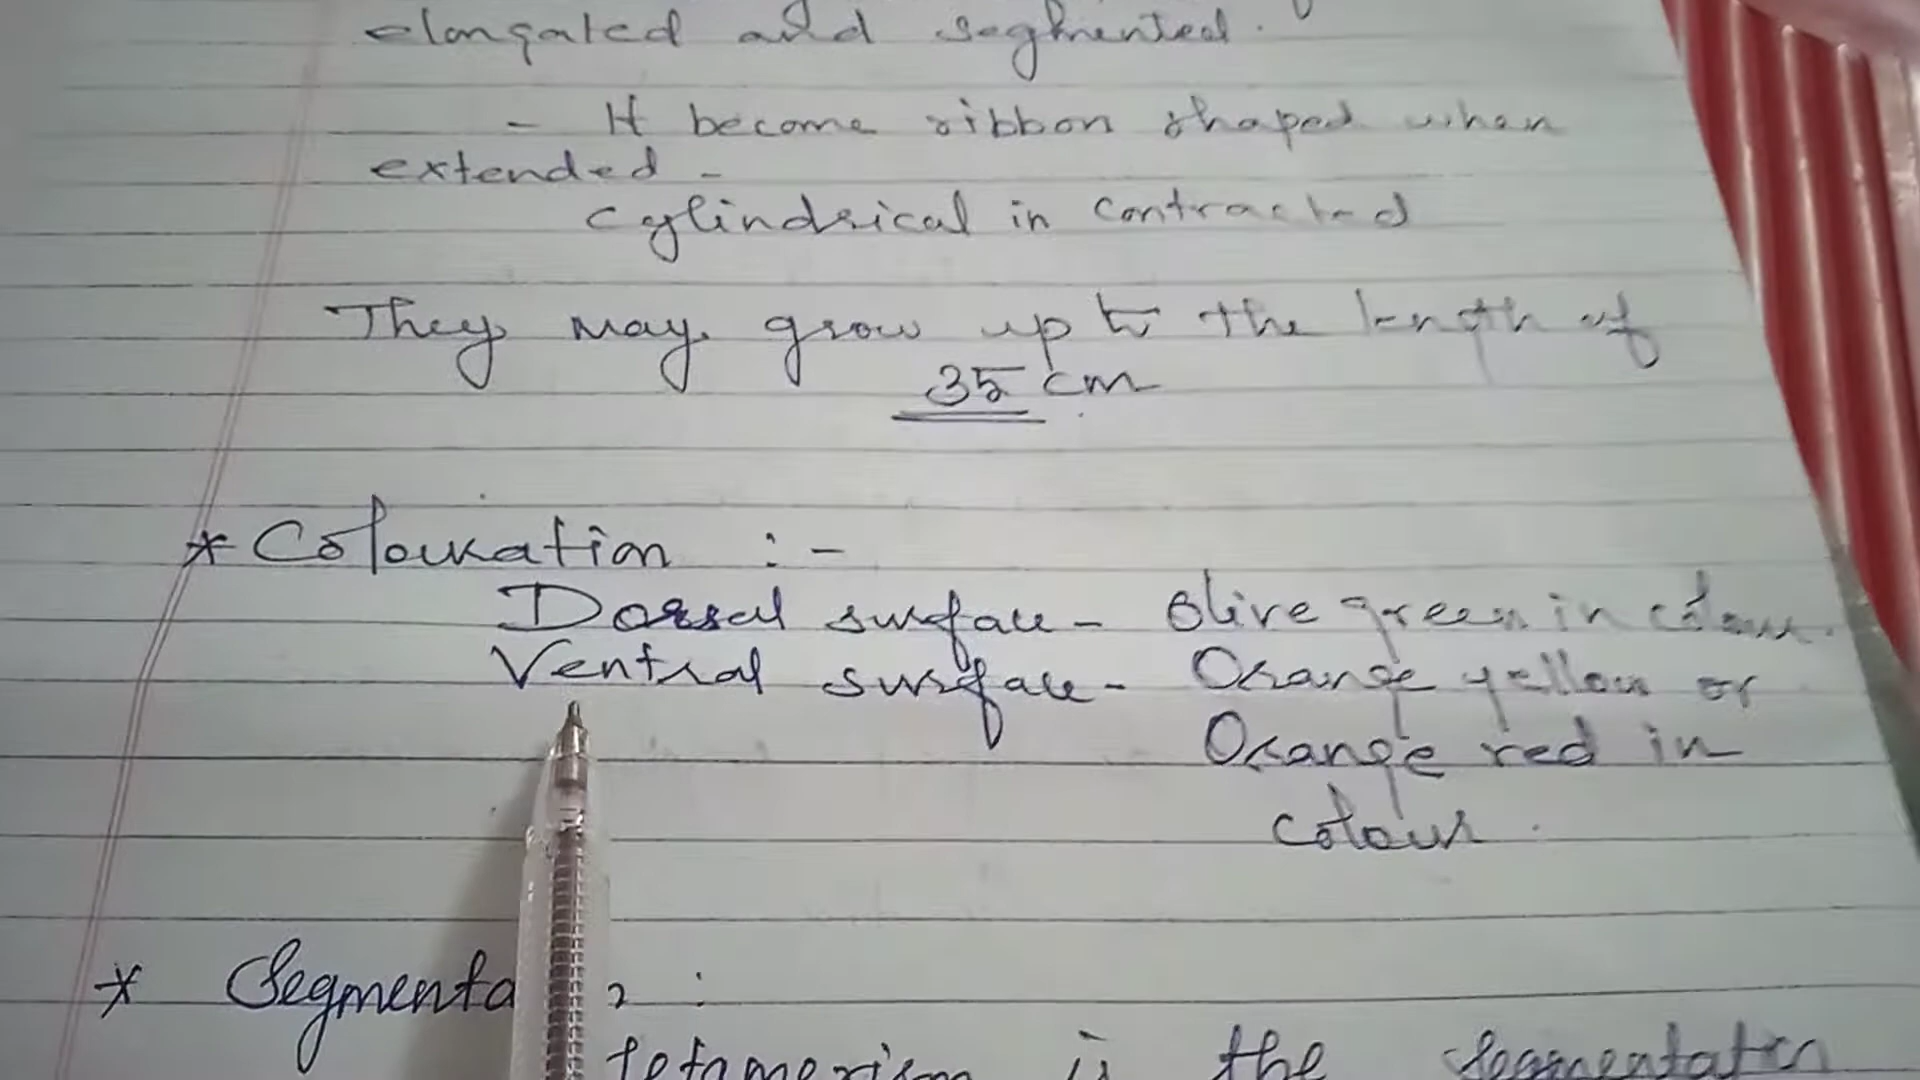 elongated and segmented.
- It become ribbon shaped when
extended -
cylindrical in contracted
They may grow up to the length of
35 cm
* Colouration :-
Dorsal surface - Olive green in colour.
Ventral surface - Orange yellow or
Orange red in
colour.
* Segmenta :
Metamerism is the segmentation